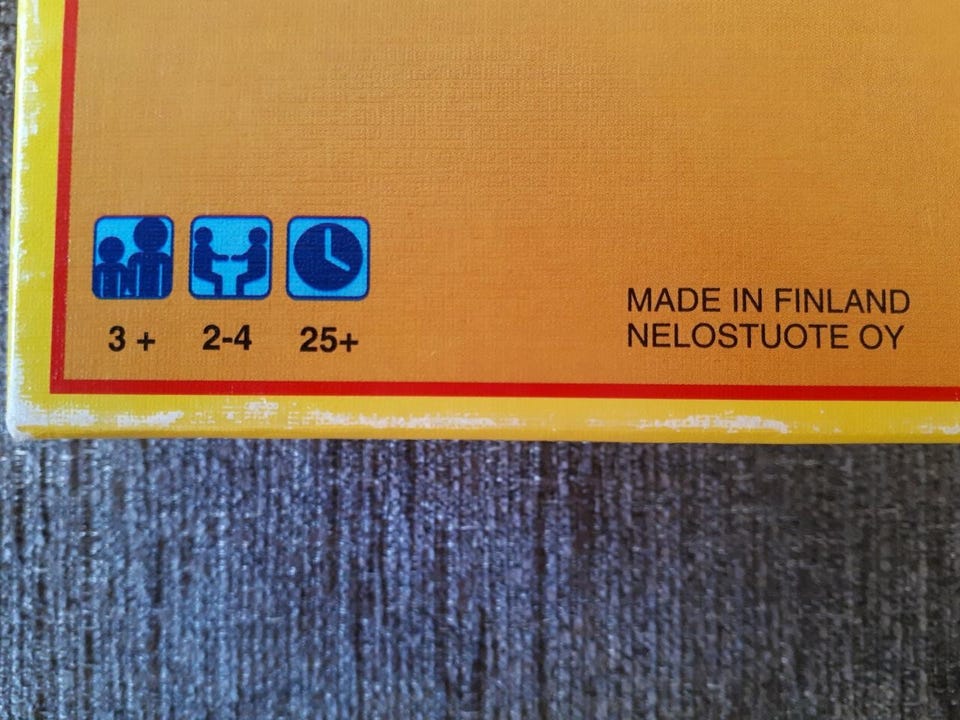 3 + 2-4 25+
MADE IN FINLAND
NELOSTUOTE OY